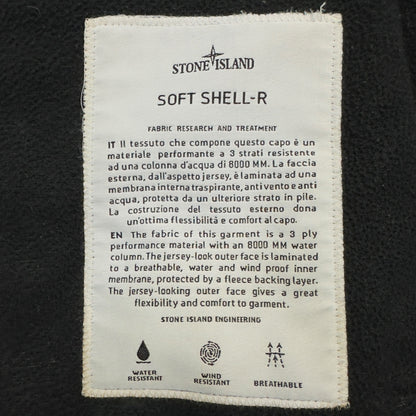 STONE ISLAND
SOFT SHELL-R
FABRIC RESEARCH AND TREATMENT
IT Il tessuto che compone questo capo è un
materiale performante a 3 strati resistente
ad una colonna d'acqua di 8000 MM. La faccia
esterna, dall'aspetto jersey, è laminata ad una
membrana interna traspirante, antivento e anti
acqua, protetta da un ulteriore strato in pile.
La costruzione del tessuto esterno dona
un'ottima flessibilità e comfort al capo.
EN The fabric of this garment is a 3 ply
performance material with an 8000 MM water
column. The jersey-look outer face is laminated
to a breathable, water and wind proof inner
membrane, protected by a fleece backing layer.
The jersey-looking outer face gives a great
flexibility and comfort to garment.
STONE ISLAND ENGINEERING
WATER
RESISTANT
WIND
RESISTANT
BREATHABLE